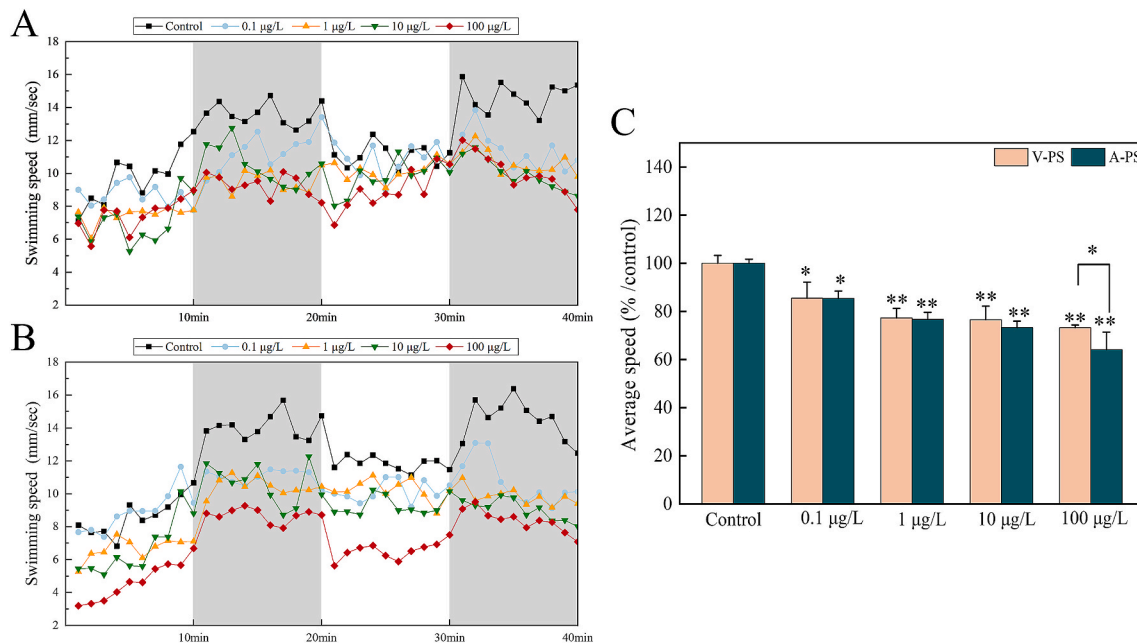 A
Control 0.1 μg/L 1 μg/L 10 μg/L 100 μg/L
Swimming speed (mm/sec)
18
16
14
12
10
8
6
4
2
0
10min 20min 30min 40min
B
Control 0.1 μg/L 1 μg/L 10 μg/L 100 μg/L
Swimming speed (mm/sec)
18
16
14
12
10
8
6
4
2
10min 20min 30min 40min
C
V-PS A-PS
Average speed (% /control)
140
120
100
80
60
40
20
0
* *
** **
** **
** **
*
Control 0.1 μg/L 1 μg/L 10 μg/L 100 μg/L